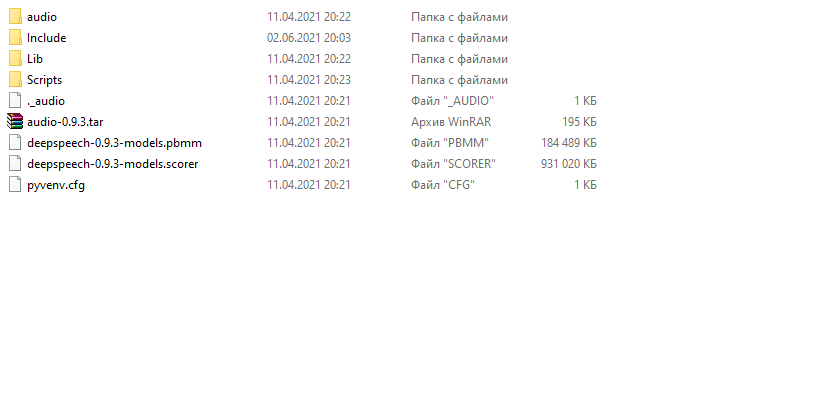 audio 11.04.2021 20:22 Папка с файлами
Include 02.06.2021 20:03 Папка с файлами
Lib 11.04.2021 20:22 Папка с файлами
Scripts 11.04.2021 20:23 Папка с файлами
._audio 11.04.2021 20:21 Файл "_AUDIO" 1 КБ
audio-0.9.3.tar 11.04.2021 20:21 Архив WinRAR 195 КБ
deepspeech-0.9.3-models.pbmm 11.04.2021 20:21 Файл "PBMM" 184 489 КБ
deepspeech-0.9.3-models.scorer 11.04.2021 20:21 Файл "SCORER" 931 020 КБ
pyvenv.cfg 11.04.2021 20:21 Файл "CFG" 1 КБ